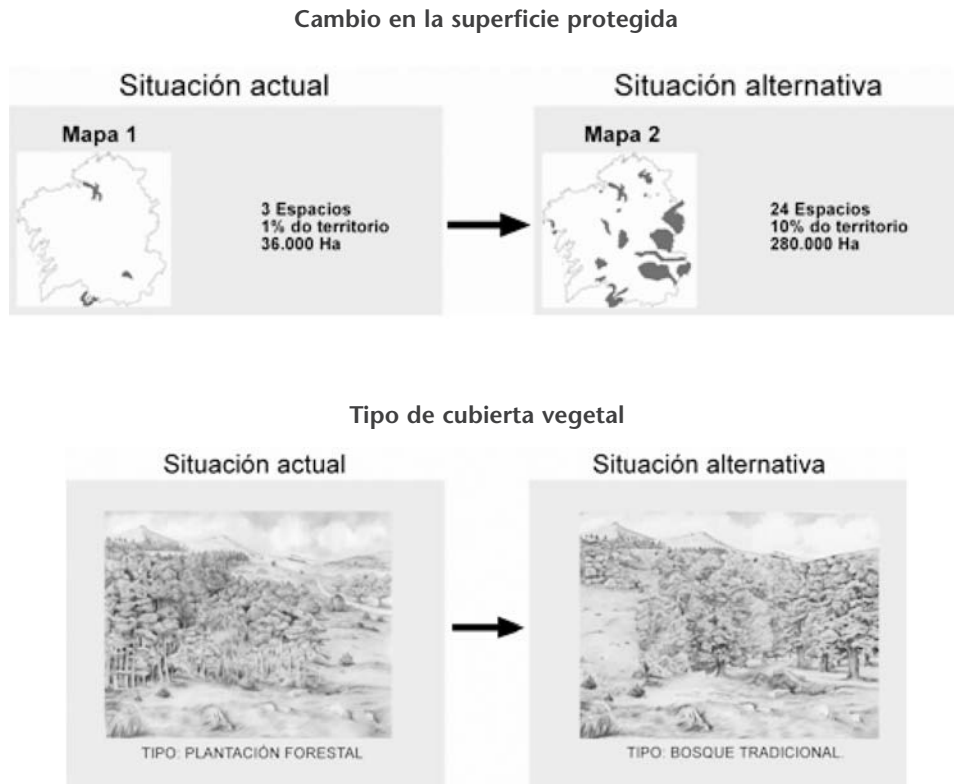 Cambio en la superficie protegida
Situación actual
Situación alternativa
Mapa 1
3 Espacios
1% do territorio
36.000 Ha
Mapa 2
24 Espacios
10% do territorio
280.000 Ha
Tipo de cubierta vegetal
Situación actual
Situación alternativa
TIPO: PLANTACIÓN FORESTAL
TIPO: BOSQUE TRADICIONAL.